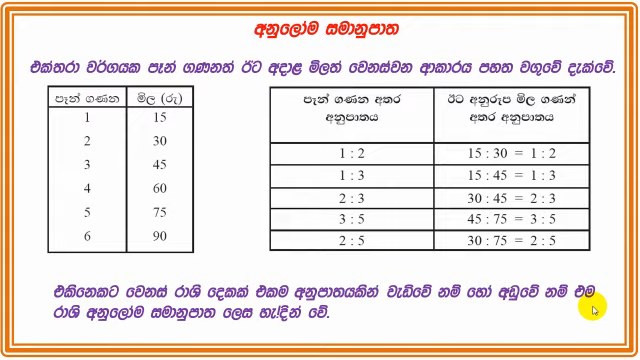 අනුලෝම සමානුපාත
එක්තරා වර්ගයක පෑන් ගණනත් ඊට අදාළ මිලත් වෙනස්වන ආකාරය පහත වගුවේ දැක්වේ.
පෑන් ගණන මිල (රු)
1 15
2 30
3 45
4 60
5 75
6 90
පෑන් ගණන අතර අනුපාතය ඊට අනුරූප මිල ගණන් අතර අනුපාතය
1 : 2 15 : 30 = 1 : 2
1 : 3 15 : 45 = 1 : 3
2 : 3 30 : 45 = 2 : 3
3 : 5 45 : 75 = 3 : 5
2 : 5 30 : 75 = 2 : 5
එකිනෙකට වෙනස් රාශි දෙකක් එකම අනුපාතයකින් වැඩිවේ නම් හෝ අඩුවේ නම් එම
රාශි අනුලෝම සමානුපාත ලෙස හැඳින් වේ.